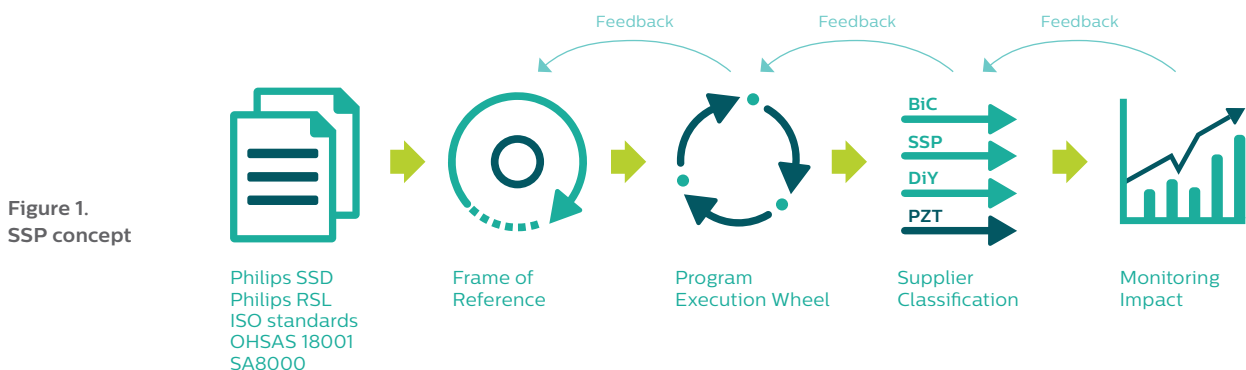 Feedback
Feedback
Feedback
BiC
SSP
DiY
PZT
Figure 1.
SSP concept
Philips SSD
Philips RSL
ISO standards
OHSAS 18001
SA8000
Frame of
Reference
Program
Execution Wheel
Supplier
Classification
Monitoring
Impact